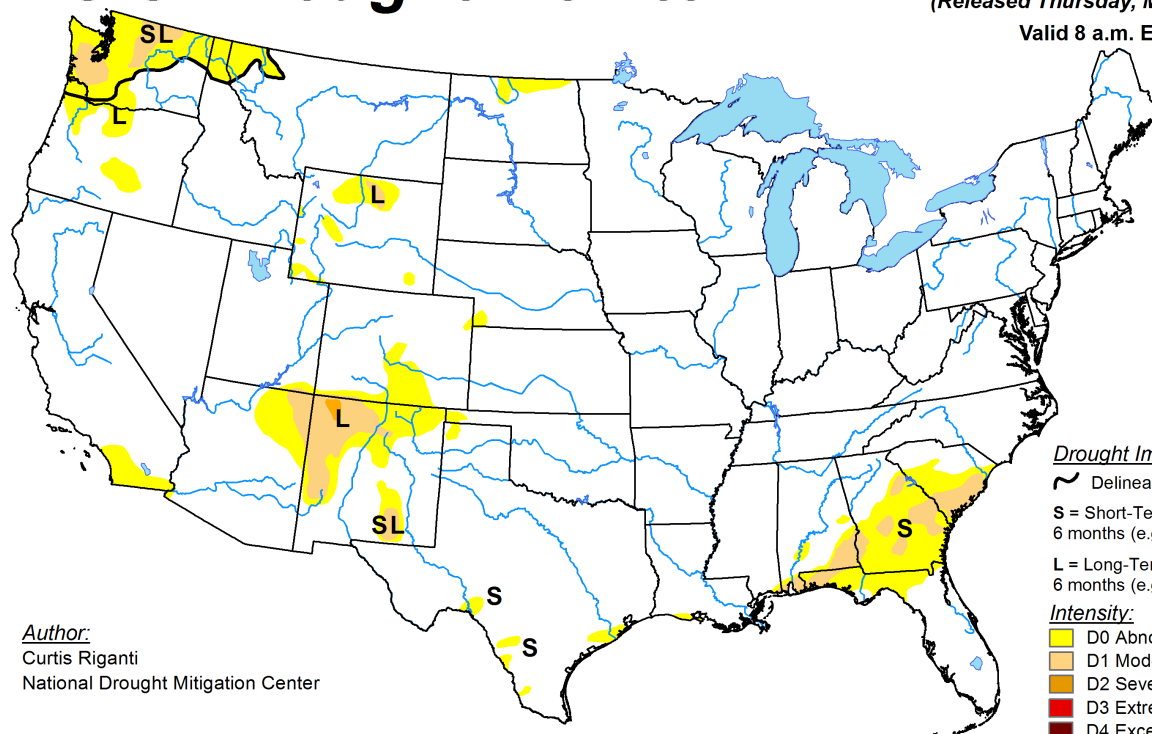 (Released Thursday, M
Valid 8 a.m. E
SL
L
L
L
SL
S
S
S
Drought Im
Delinea
S = Short-Te
6 months (e.g
L = Long-Ter
6 months (e.g
Intensity:
D0 Abno
D1 Mod
D2 Seve
D3 Extre
D4 Exce
Author:
Curtis Riganti
National Drought Mitigation Center